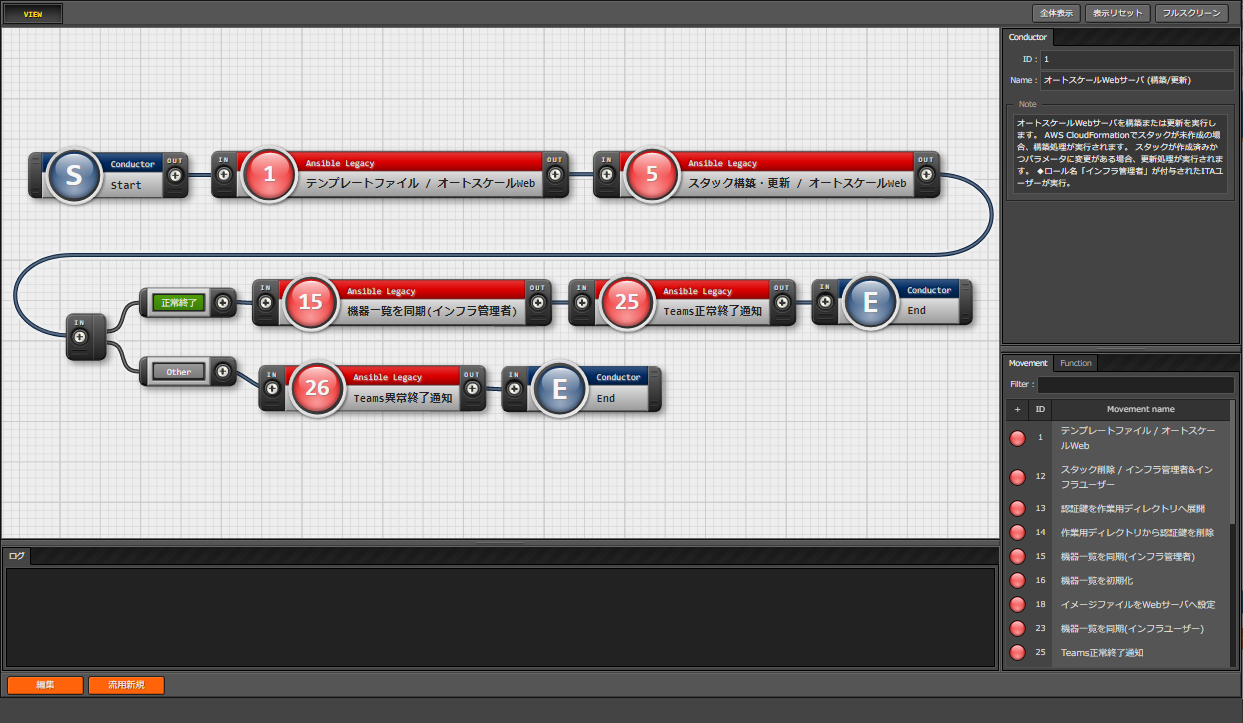 VIEW
全体表示
表示リセット
フルスクリーン
S
Conductor
Start
OUT
IN
1
Ansible Legacy
テンプレートファイル / オートスケールWeb
OUT
IN
5
Ansible Legacy
スタック構築・更新 / オートスケールWeb
OUT
IN
正常終了
IN
15
Ansible Legacy
機器一覧を同期(インフラ管理者)
OUT
IN
25
Ansible Legacy
Teams正常終了通知
OUT
IN
E
Conductor
End
Other
IN
26
Ansible Legacy
Teams異常終了通知
OUT
IN
E
Conductor
End
Conductor
ID : 1
Name : オートスケールWebサーバ (構築/更新)
Note
オートスケールWebサーバを構築または更新を実行し
ます。 AWS CloudFormationでスタックが未作成の場
合、構築処理が実行されます。 スタックが作成済みか
つパラメータに変更がある場合、更新処理が実行されま
す。 ◆ロール名「インフラ管理者」が付与されたITAユ
ーザーが実行。
Movement
Function
Filter :
+ ID Movement name
1 テンプレートファイル / オートスケー
ルWeb
12 スタック削除 / インフラ管理者&イン
フラユーザー
13 認証鍵を作業用ディレクトリへ展開
14 作業用ディレクトリから認証鍵を削除
15 機器一覧を同期(インフラ管理者)
16 機器一覧を初期化
18 イメージファイルをWebサーバへ設定
23 機器一覧を同期(インフラユーザー)
25 Teams正常終了通知
ログ
編集
流用新規